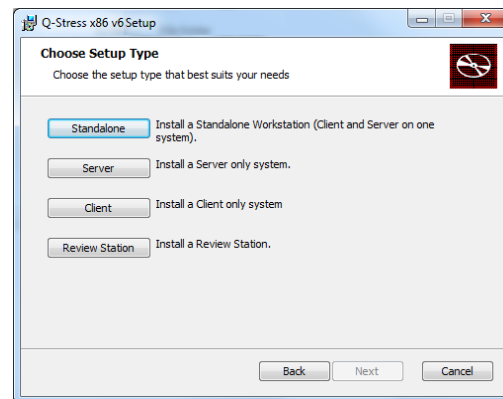 Q-Stress x86 v6 Setup
Choose Setup Type
Choose the setup type that best suits your needs
Standalone
Install a Standalone Workstation (Client and Server on one
system).
Server
Install a Server only system.
Client
Install a Client only system
Review Station
Install a Review Station.
Back
Next
Cancel